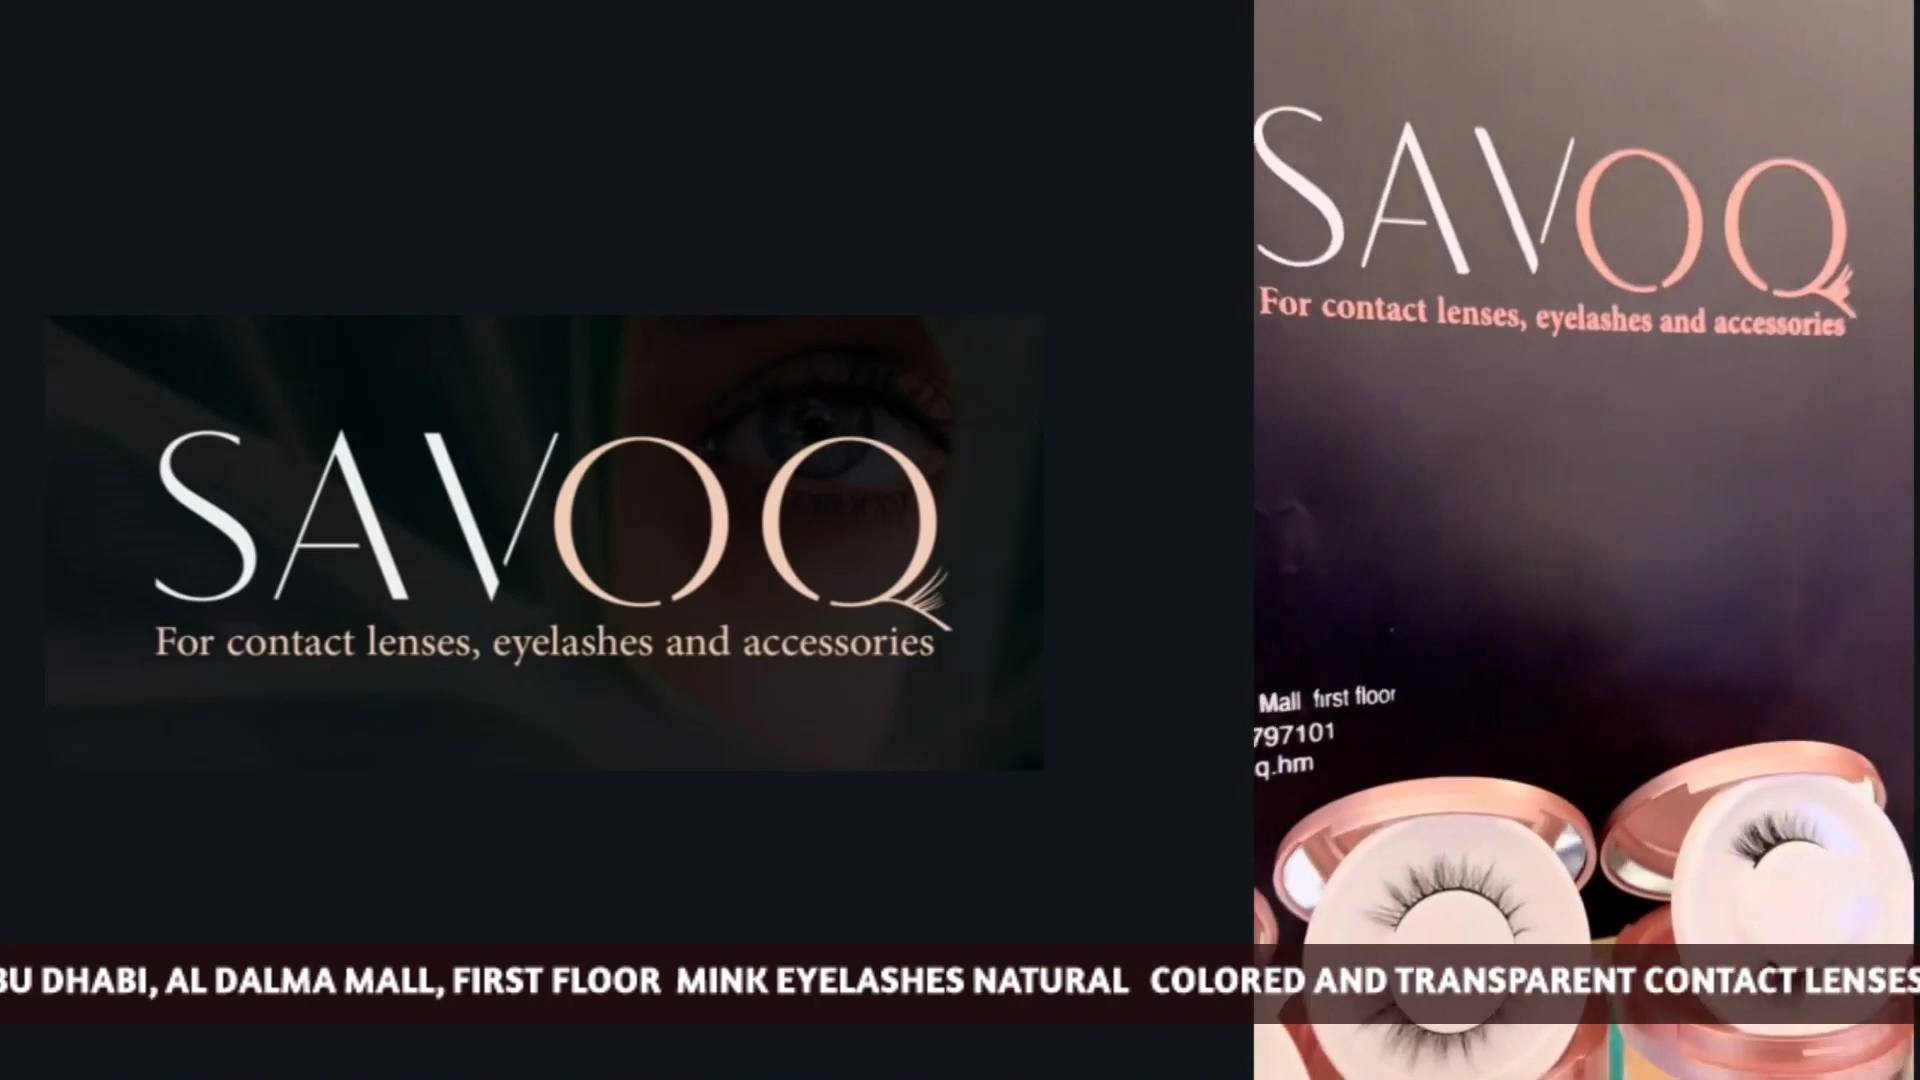 SAVOQ
For contact lenses, eyelashes and accessories
SAVOQ
For contact lenses, eyelashes and accessories
Mall first floor
797101
q.hm
BU DHABI, AL DALMA MALL, FIRST FLOOR MINK EYELASHES NATURAL COLORED AND TRANSPARENT CONTACT LENSES